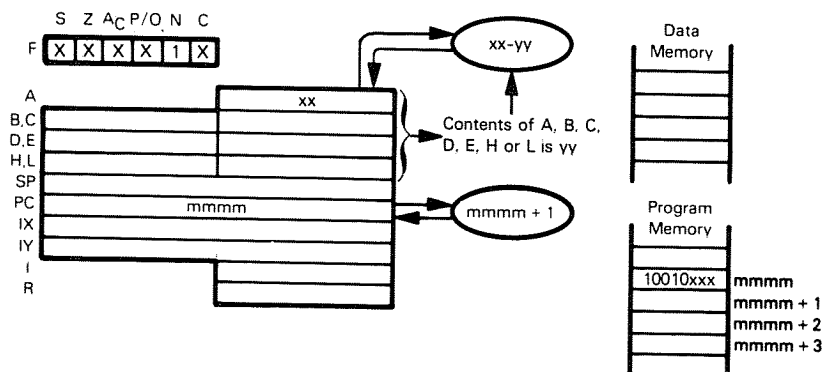 S Z AC P/O N C
F X X X X 1 X
xx-yy
Data
Memory
A xx
B,C
D,E
H,L
SP
PC mmmm
IX
IY
I
R
Contents of A, B, C,
D, E, H or L is yy
mmmm + 1
Program
Memory
10010xxx mmmm
mmmm + 1
mmmm + 2
mmmm + 3